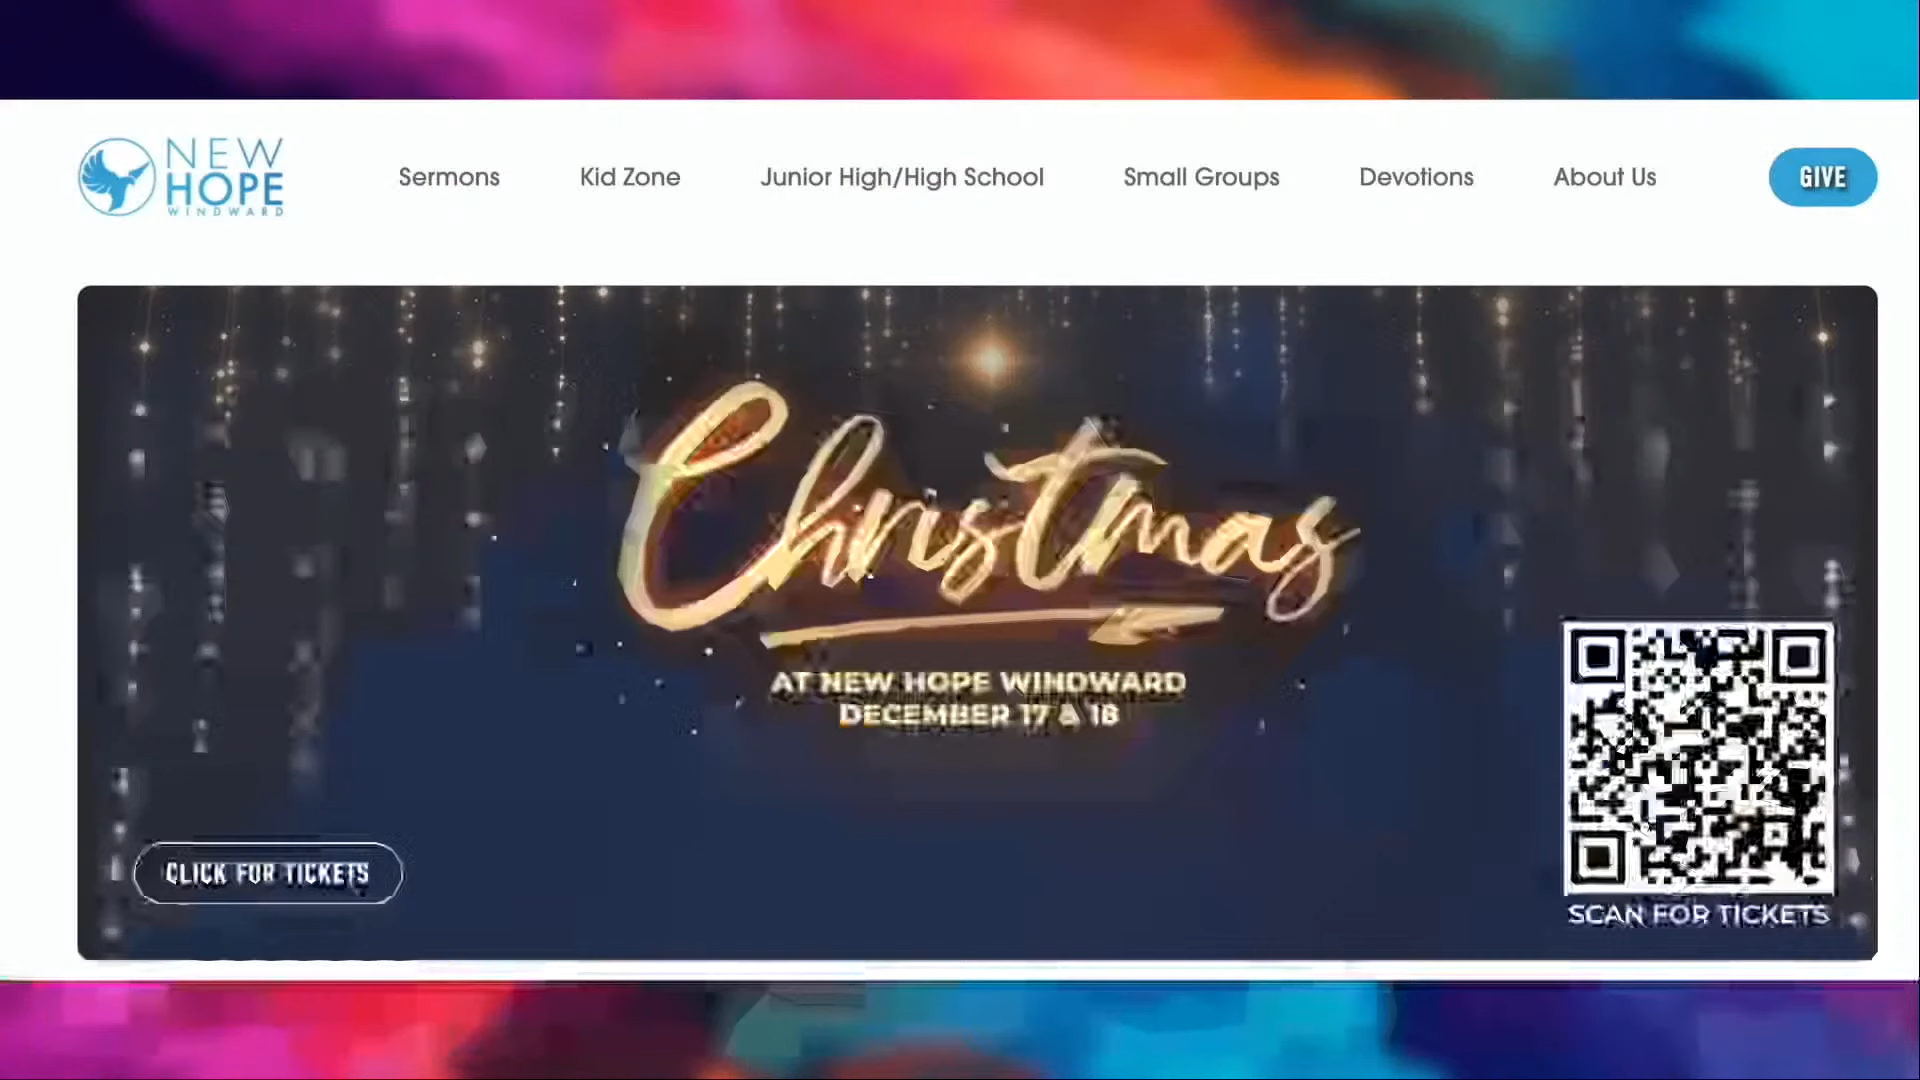 NEW
HOPE
WINDWARD
Sermons
Kid Zone
Junior High/High School
Small Groups
Devotions
About Us
GIVE
Christmas
AT NEW HOPE WINDWARD
DECEMBER 17 & 18
CLICK FOR TICKETS
SCAN FOR TICKETS